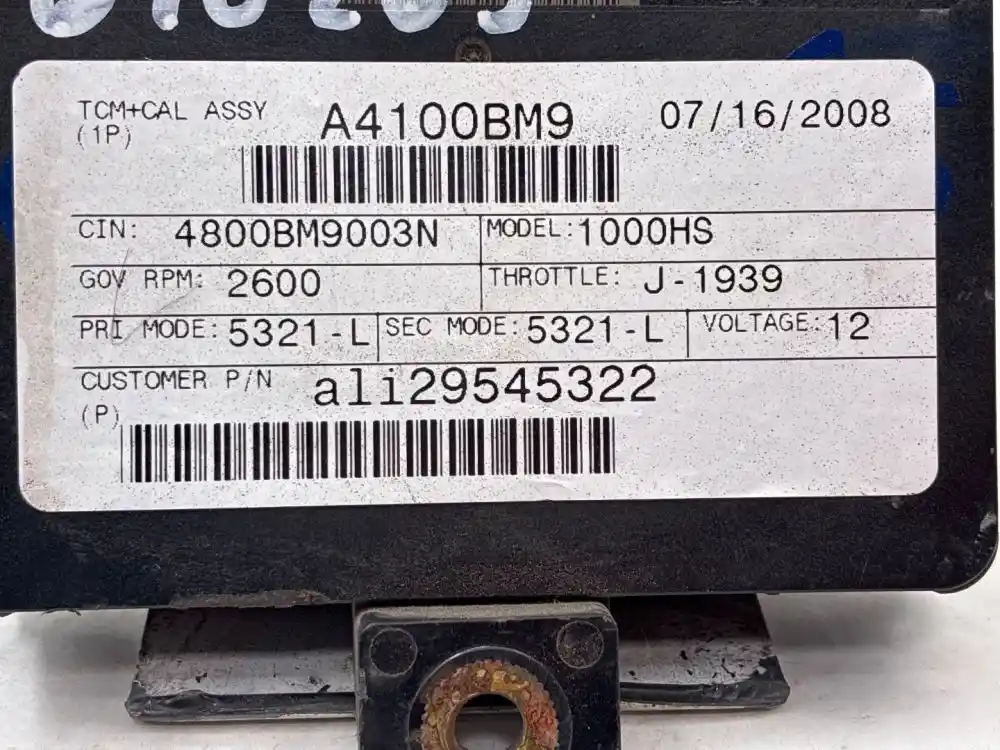 TCM+CAL ASSY A4100BM9 07/16/2008
(1P)
CIN: 4800BM9003N MODEL: 1000HS
GOV RPM: 2600 THROTTLE: J-1939
PRI MODE: 5321-L SEC MODE: 5321-L VOLTAGE: 12
CUSTOMER P/N ali29545322
(P)